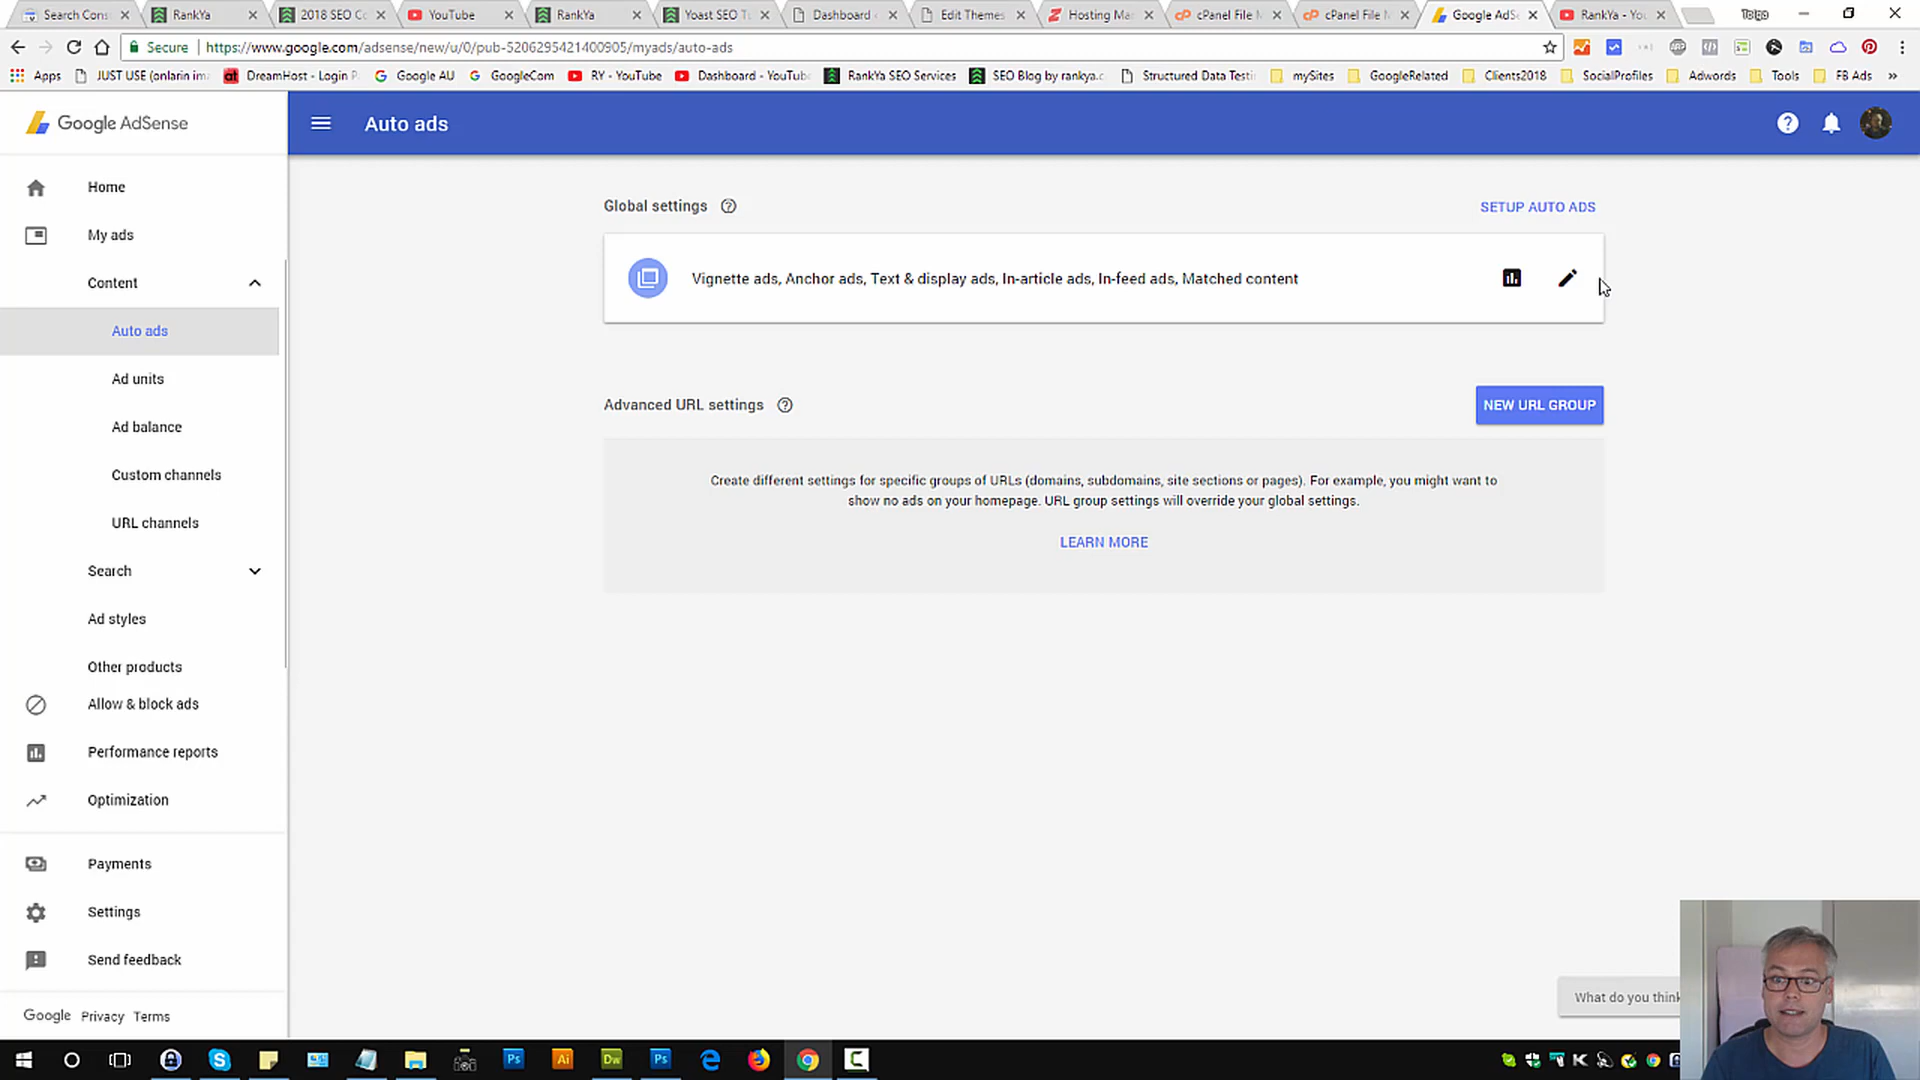 Search Cons
RankYa
2018 SEO Co
YouTube
RankYa
Yoast SEO T
Dashboard
Edit Themes
Hosting Ma
cPanel File M
cPanel File M
Google AdS
RankYa - Yo
Tolga
Secure
https://www.google.com/adsense/new/u/0/pub-5206295421400905/myads/auto-ads
Apps
JUST USE (onlarin im
DreamHost - Login P
Google AU
GoogleCom
RY - YouTube
Dashboard - YouTub
RankYa SEO Services
SEO Blog by rankya.c
Structured Data Testi
mySites
GoogleRelated
Clients2018
SocialProfiles
Adwords
Tools
FB Ads
Google AdSense
Auto ads
Home
My ads
Content
Auto ads
Ad units
Ad balance
Custom channels
URL channels
Search
Ad styles
Other products
Allow & block ads
Performance reports
Optimization
Payments
Settings
Send feedback
Google Privacy Terms
Global settings
SETUP AUTO ADS
Vignette ads, Anchor ads, Text & display ads, In-article ads, In-feed ads, Matched content
Advanced URL settings
NEW URL GROUP
Create different settings for specific groups of URLs (domains, subdomains, site sections or pages). For example, you might want to
show no ads on your homepage. URL group settings will override your global settings.
LEARN MORE
What do you think
Ps
Ai
Dw
Ps